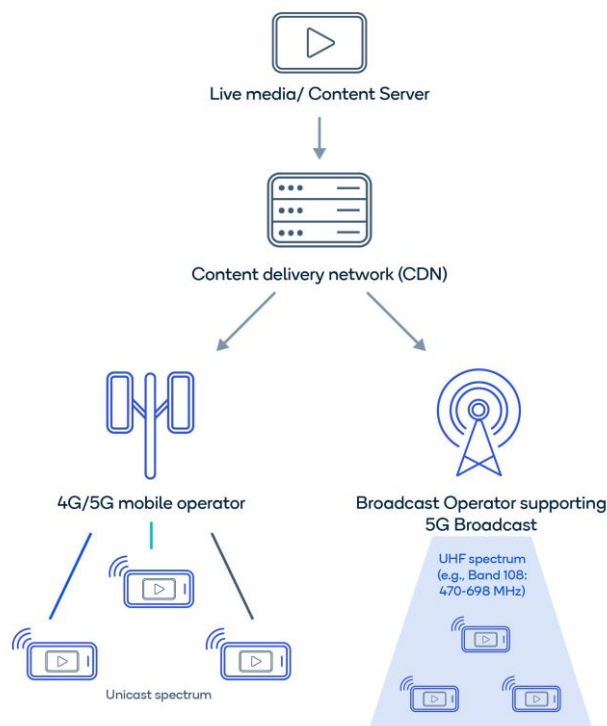 Live media/ Content Server
Content delivery network (CDN)
4G/5G mobile operator
Unicast spectrum
Broadcast Operator supporting
5G Broadcast
UHF spectrum
(e.g., Band 108:
470-698 MHz)